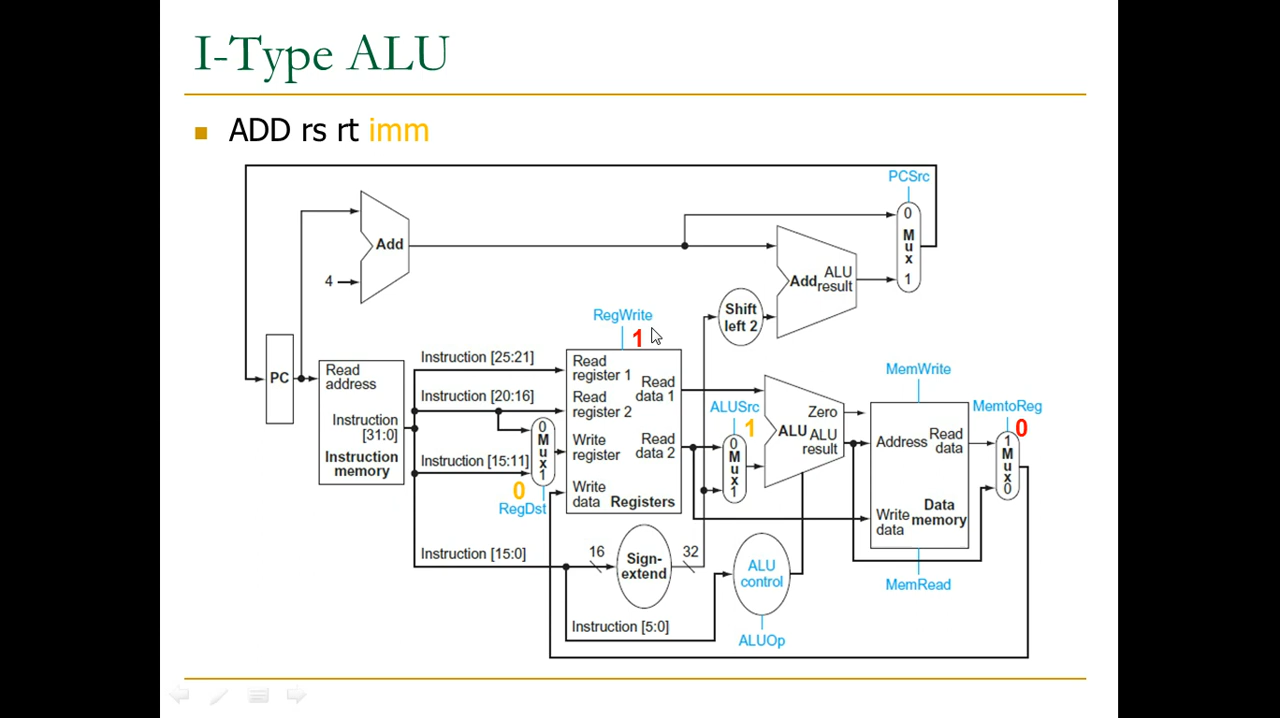 I-Type ALU
ADD rs rt imm
PCSrc
0
M
u
x
1
Add
4
Add
ALU
result
Shift
left 2
RegWrite
1
PC
Read
address
Instruction
[31:0]
Instruction
memory
Instruction [25:21]
Instruction [20:16]
Instruction [15:11]
Instruction [15:0]
0
M
u
x
1
0
RegDst
Read
register 1
Read
register 2
Write
register
Write
data
Read
data 1
Read
data 2
Registers
ALUSrc
1
0
M
u
x
1
Zero
ALU
ALU
result
MemWrite
Address
Read
data
Write
data
Data
memory
MemRead
MemtoReg
0
1
M
u
x
0
16
Sign-
extend
32
ALU
control
ALUOp
Instruction [5:0]